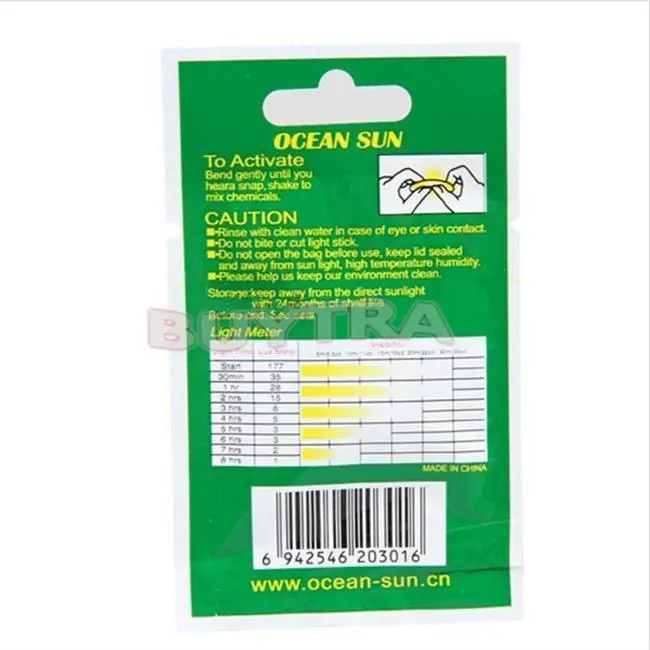 OCEAN SUN
To Activate
Bend gently until you
heara snap, shake to
mix chemicals.
CAUTION
Rinse with clean water in case of eye or skin contact.
Do not bite or cut light stick.
Do not open the bag before use, keep lid sealed
and away from sun light, high temperature humidity.
Please help us keep our environment clean.
Storage:keep away from the direct sunlight
with 24months of shelf life
Before end: See
BUYTRA
Light Meter
Start 177
30min 35
1 hr 28
2 hrs 15
3 hrs 8
4 hrs 5
5 hrs 3
6 hrs 3
7 hrs 2
8 hrs 1
MADE IN CHINA
6 942546 203016
www.ocean-sun.cn